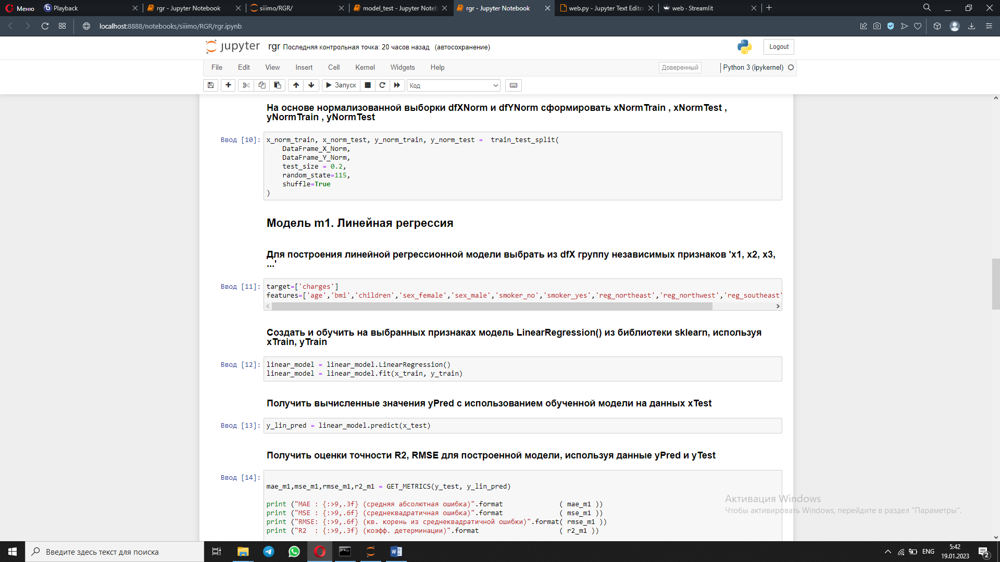 Меню
Playback
rgr - Jupyter Notebook
siiimo/RGR/
model_test - Jupyter Noteb
rgr - Jupyter Notebook
web.py - Jupyter Text Edito
web · Streamlit
localhost:8888/notebooks/siiimo/RGR/rgr.ipynb
jupyter
rgr Последняя контрольная точка: 20 часов назад (автосохранение)
Logout
File Edit View Insert Cell Kernel Widgets Help
Доверенный
Python 3 (ipykernel)
Запуск
Код
На основе нормализованной выборки dfXNorm и dfYNorm сформировать xNormTrain , xNormTest ,
yNormTrain , yNormTest
Ввод [10]:
x_norm_train, x_norm_test, y_norm_train, y_norm_test =  train_test_split(
    DataFrame_X_Norm,
    DataFrame_Y_Norm,
    test_size = 0.2,
    random_state=115,
    shuffle=True
)
Модель m1. Линейная регрессия
Для построения линейной регрессионной модели выбрать из dfX группу независимых признаков 'x1, x2, x3,
...'
Ввод [11]:
target=['charges']
features=['age','bmi','children','sex_female','sex_male','smoker_no','smoker_yes','reg_northeast','reg_northwest','reg_southeast'
Создать и обучить на выбранных признаках модель LinearRegression() из библиотеки sklearn, используя
xTrain, yTrain
Ввод [12]:
linear_model = linear_model.LinearRegression()
linear_model = linear_model.fit(x_train, y_train)
Получить вычисленные значения yPred с использованием обученной модели на данных xTest
Ввод [13]:
y_lin_pred = linear_model.predict(x_test)
Получить оценки точности R2, RMSE для построенной модели, используя данные yPred и yTest
Ввод [14]:
mae_m1,mse_m1,rmse_m1,r2_m1 = GET_METRICS(y_test, y_lin_pred)
print ("MAE : {:>9,.3f} (средняя абсолютная ошибка)".format              ( mae_m1 ))
print ("MSE : {:>9,.6f} (среднеквадратичная ошибка)".format              ( mse_m1 ))
print ("RMSE: {:>9,.6f} (кв. корень из среднеквадратичной ошибки)".format( rmse_m1 ))
print ("R2  : {:>9,.3f} (коэфф. детерминации)".format                    ( r2_m1 ))
Активация Windows
Чтобы активировать Windows, перейдите в раздел "Параметры".
Введите здесь текст для поиска
ENG
5:42
19.01.2023
2